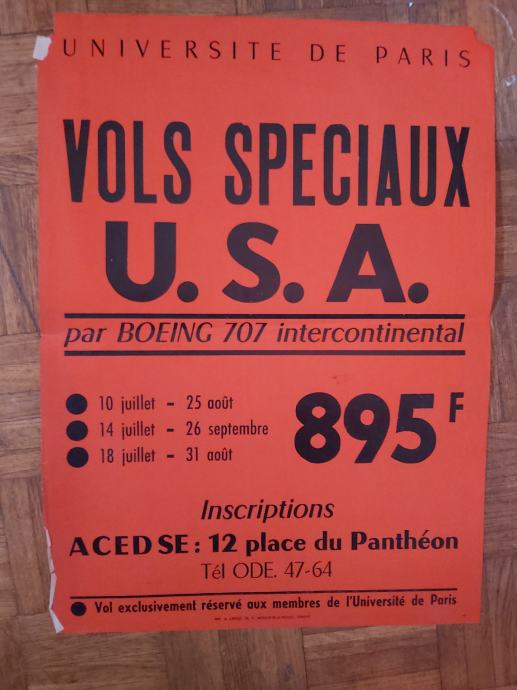 UNIVERSITE DE PARIS
VOLS SPECIAUX
U.S.A.
par BOEING 707 intercontinental
● 10 juillet - 25 août
● 14 juillet - 26 septembre
● 18 juillet - 31 août
895 F
Inscriptions
ACEDSE : 12 place du Panthéon
Tél ODE. 47-64
● Vol exclusivement réservé aux membres de l'Université de Paris